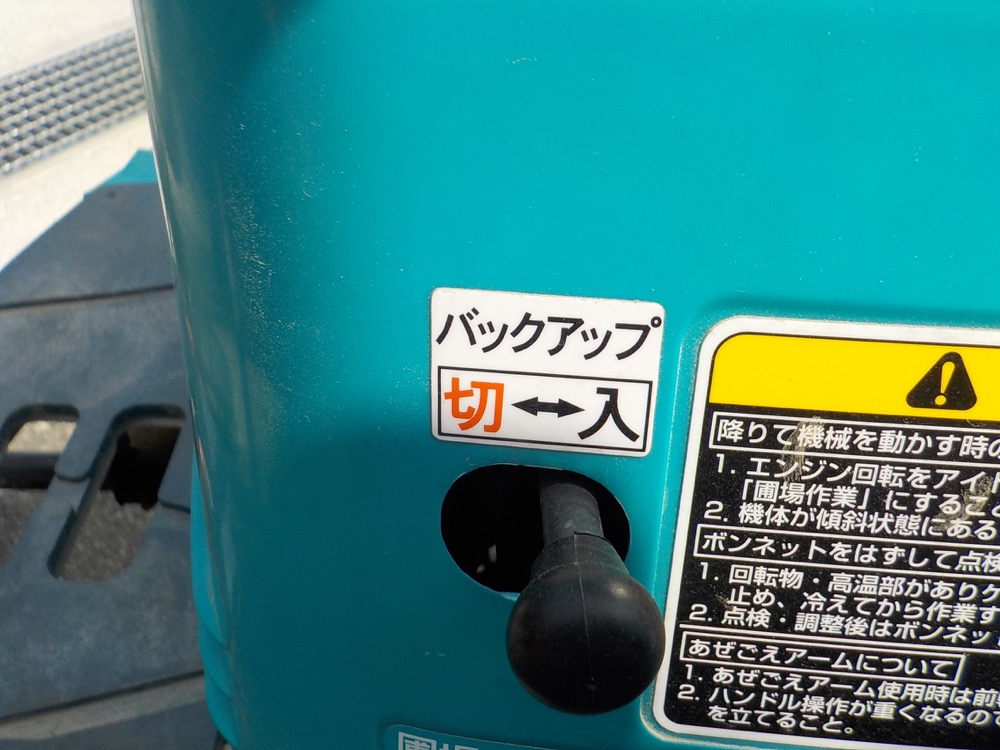 バックアップ
切↔入
降りて機械を動かす時の
1. エンジン回転をアイド
「圃場作業」にすること
2. 機体が傾斜状態にある
ボンネットをはずして点検
1. 回転物・高温部がありケ
止め、冷えてから作業す
2. 点検・調整後はボンネッ
あぜごえアームについて
1. あぜごえアーム使用時は前
2. ハンドル操作が重くなるので
を立てること。
圃場